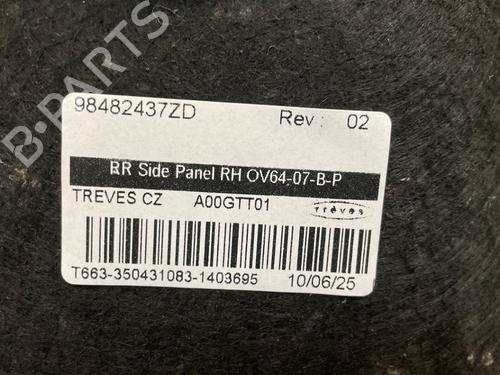 98482437ZD Rev: 02
RR Side Panel RH OV64-07-B-P
TREVES CZ A00GTT01 treves
T663-350431083-1403695 10/06/25
B-PARTS